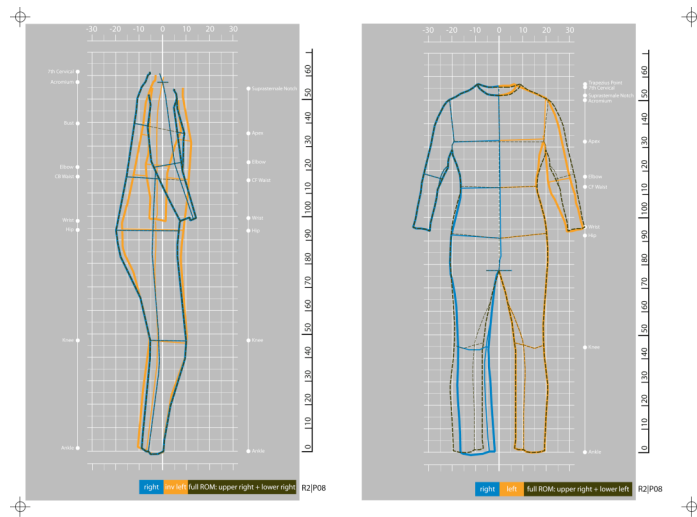 -30 -20 -10 0 10 20 30
7th Cervical
Acromium
Bust
Elbow
CB Waist
Wrist
Hip
Knee
Ankle
Suprasternale Notch
Apex
Elbow
CF Waist
Wrist
Hip
Knee
Ankle
160
150
140
130
120
110
100
90
80
70
60
50
40
30
20
10
0
right inv left full ROM: upper right + lower right R2|P08
-30 -20 -10 0 10 20 30
Trapezius Point
7th Cervical
Suprasternale Notch
Acromium
Apex
Elbow
CF Waist
Wrist
Hip
Knee
Ankle
160
150
140
130
120
110
100
90
80
70
60
50
40
30
20
10
0
right left full ROM: upper right + lower left R2|P08